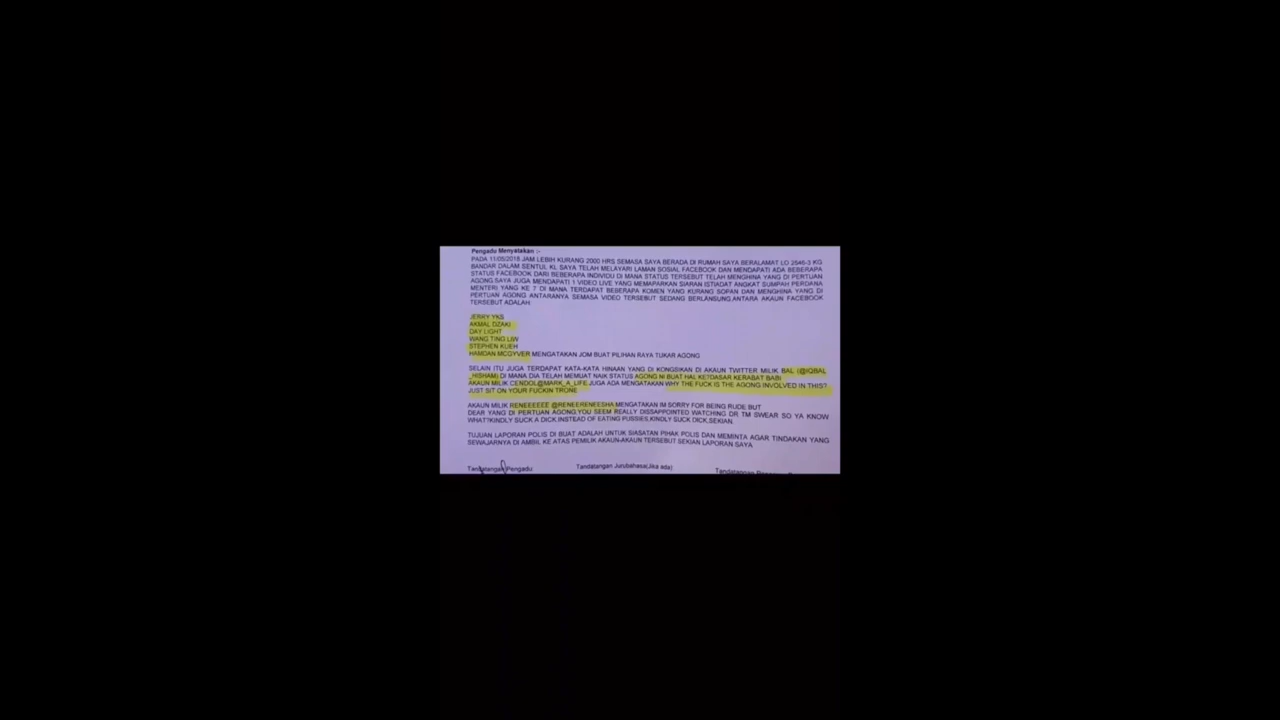 Pengadu Menyatakan :-
PADA 11/05/2018 JAM LEBIH KURANG 2000 HRS SEMASA SAYA BERADA DI RUMAH SAYA BERALAMAT LO 2546-3 KG
BANDAR DALAM SENTUL KL SAYA TELAH MELAYARI LAMAN SOSIAL FACEBOOK DAN MENDAPATI ADA BEBERAPA
STATUS FACEBOOK DARI BEBERAPA INDIVIDU DI MANA STATUS TERSEBUT TELAH MENGHINA YANG DI PERTUAN
AGONG.SAYA JUGA MENDAPATI 1 VIDEO LIVE YANG MEMAPARKAN SIARAN ISTIADAT ANGKAT SUMPAH PERDANA
MENTERI YANG KE 7 DI MANA TERDAPAT BEBERAPA KOMEN YANG KURANG SOPAN DAN MENGHINA YANG DI
PERTUAN AGONG ANTARANYA SEMASA VIDEO TERSEBUT SEDANG BERLANSUNG.ANTARA AKAUN FACEBOOK
TERSEBUT ADALAH:
JERRY YKS
AKMAL DZAKI
DAY LIGHT
WANG TING LIW
STEPHEN KUEH
HAMDAN MCGYVER MENGATAKAN JOM BUAT PILIHAN RAYA TUKAR AGONG
SELAIN ITU JUGA TERDAPAT KATA-KATA HINAAN YANG DI KONGSIKAN DI AKAUN TWITTER MILIK BAL (@IQBAL
_HISHAM) DI MANA DIA TELAH MEMUAT NAIK STATUS AGONG NI BUAT HAL KETGASAR KERABAT BABI
AKAUN MILIK CENDOL@MARK_A_LIFE JUGA ADA MENGATAKAN WHY THE FUCK IS THE AGONG INVOLVED IN THIS?
JUST SIT ON YOUR FUCKIN TRONE
AKAUN MILIK RENEEEEEE @RENEERENEESHA MENGATAKAN IM SORRY FOR BEING RUDE BUT
DEAR YANG DI PERTUAN AGONG,YOU SEEM REALLY DISSAPOINTED WATCHING DR TM SWEAR SO YA KNOW
WHAT?KINDLY SUCK A DICK INSTEAD OF EATING PUSSIES,KINDLY SUCK DICK,SEKIAN.
TUJUAN LAPORAN POLIS DI BUAT ADALAH UNTUK SIASATAN PIHAK POLIS DAN MEMINTA AGAR TINDAKAN YANG
SEWAJARNYA DI AMBIL KE ATAS PEMILIK AKAUN-AKAUN TERSEBUT SEKIAN LAPORAN SAYA.
Tandatangan Pengadu
Tandatangan Jurubahasa(Jika ada)
Tandatangan